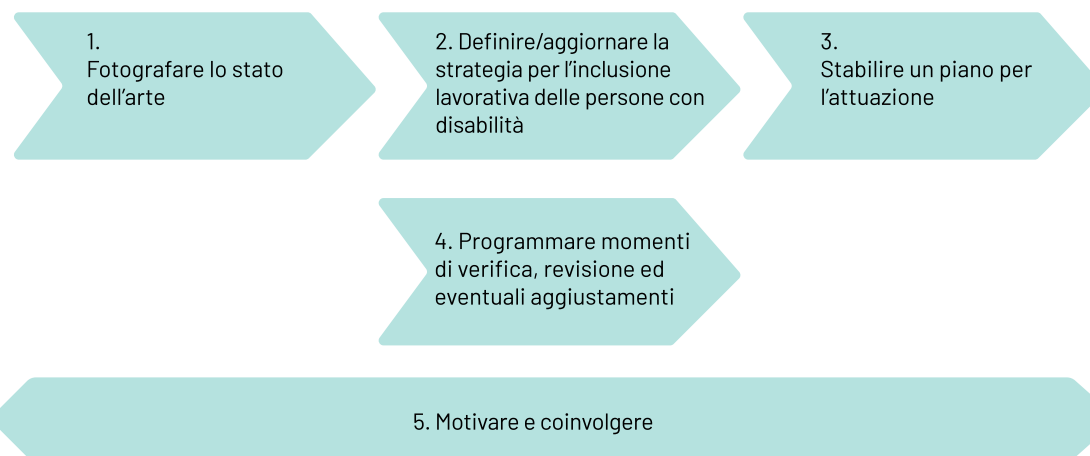 1.
Fotografare lo stato
dell’arte
2. Definire/aggiornare la
strategia per l’inclusione
lavorativa delle persone con
disabilità
3.
Stabilire un piano per
l’attuazione
4. Programmare momenti
di verifica, revisione ed
eventuali aggiustamenti
5. Motivare e coinvolgere